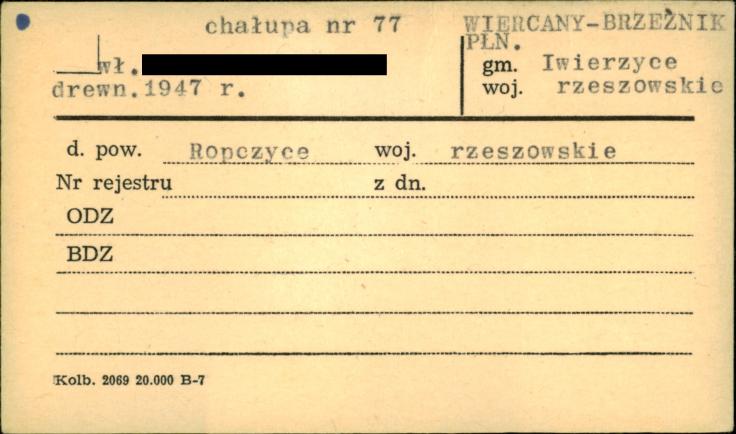 chałupa nr 77
WIERCANY-BRZEŹNIK
PŁN.
wł.
gm. Iwierzyce
drewn.1947 r.
woj. rzeszowskie
d. pow. Ropczyce woj. rzeszowskie
Nr rejestru z dn.
ODZ
BDZ
Kolb. 2069 20.000 B-7